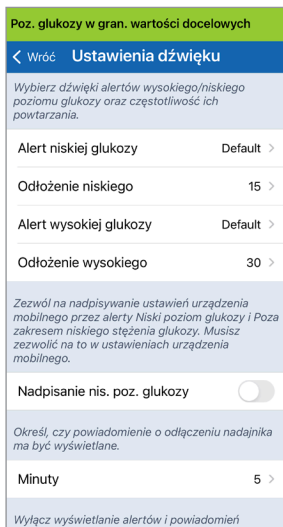 Poz. glukozy w gran. wartości docelowych
Wróć Ustawienia dźwięku
Wybierz dźwięki alertów wysokiego/niskiego
poziomu glukozy oraz częstotliwość ich
powtarzania.
Alert niskiej glukozy Default
Odłożenie niskiego 15
Alert wysokiej glukozy Default
Odłożenie wysokiego 30
Zezwól na nadpisywanie ustawień urządzenia
mobilnego przez alerty Niski poziom glukozy i Poza
zakresem niskiego stężenia glukozy. Musisz
zezwolić na to w ustawieniach urządzenia
mobilnego.
Nadpisanie nis. poz. glukozy
Określ, czy powiadomienie o odłączeniu nadajnika
ma być wyświetlane.
Minuty 5
Wyłącz wyświetlanie alertów i powiadomień